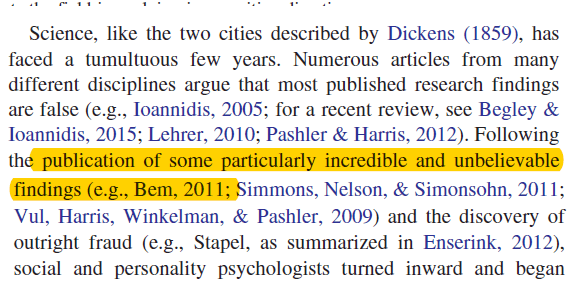 Science, like the two cities described by Dickens (1859), has
faced a tumultuous few years. Numerous articles from many
different disciplines argue that most published research findings
are false (e.g., Ioannidis, 2005; for a recent review, see Begley &
Ioannidis, 2015; Lehrer, 2010; Pashler & Harris, 2012). Following
the publication of some particularly incredible and unbelievable
findings (e.g., Bem, 2011; Simmons, Nelson, & Simonsohn, 2011;
Vul, Harris, Winkelman, & Pashler, 2009) and the discovery of
outright fraud (e.g., Stapel, as summarized in Enserink, 2012),
social and personality psychologists turned inward and began